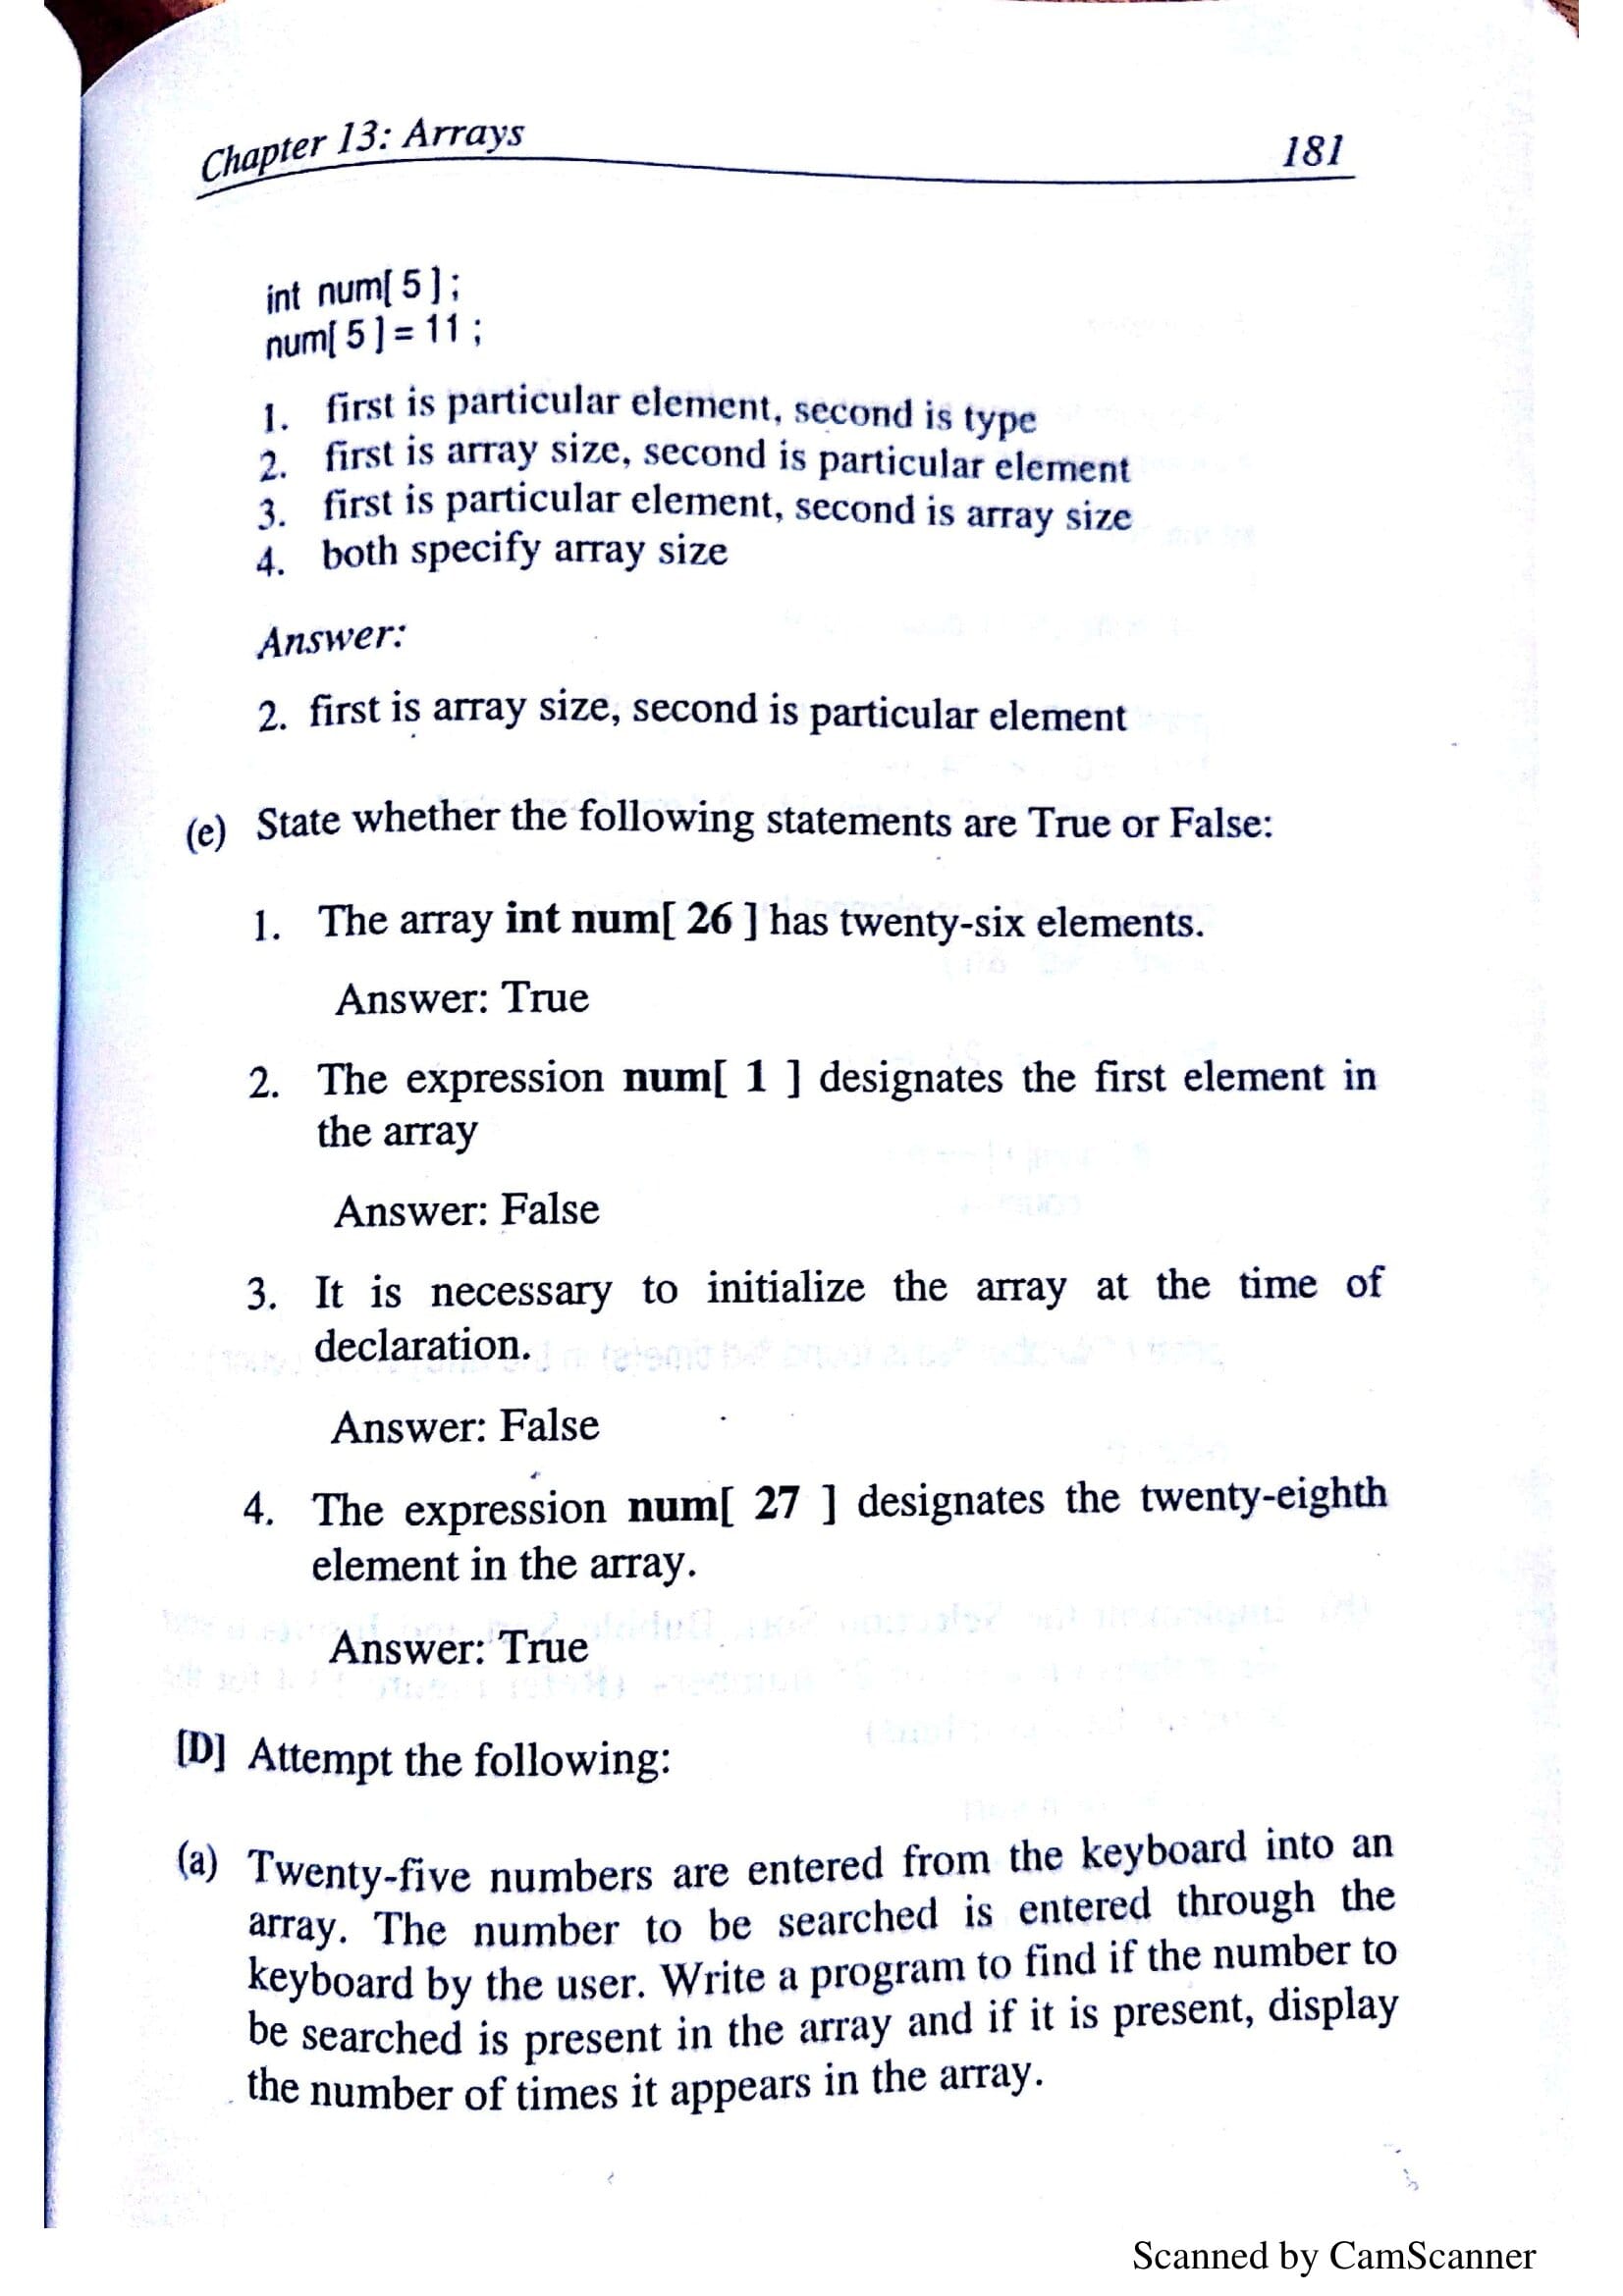 Chapter 13: Arrays 181
int num[ 5 ] ;
num[ 5 ] = 11 ;
1. first is particular element, second is type
2. first is array size, second is particular element
3. first is particular element, second is array size
4. both specify array size
Answer:
2. first is array size, second is particular element
(e) State whether the following statements are True or False:
1. The array int num[ 26 ] has twenty-six elements.
Answer: True
2. The expression num[ 1 ] designates the first element in
the array
Answer: False
3. It is necessary to initialize the array at the time of
declaration.
Answer: False
4. The expression num[ 27 ] designates the twenty-eighth
element in the array.
Answer: True
[D] Attempt the following:
(a) Twenty-five numbers are entered from the keyboard into an
array. The number to be searched is entered through the
keyboard by the user. Write a program to find if the number to
be searched is present in the array and if it is present, display
the number of times it appears in the array.
Scanned by CamScanner